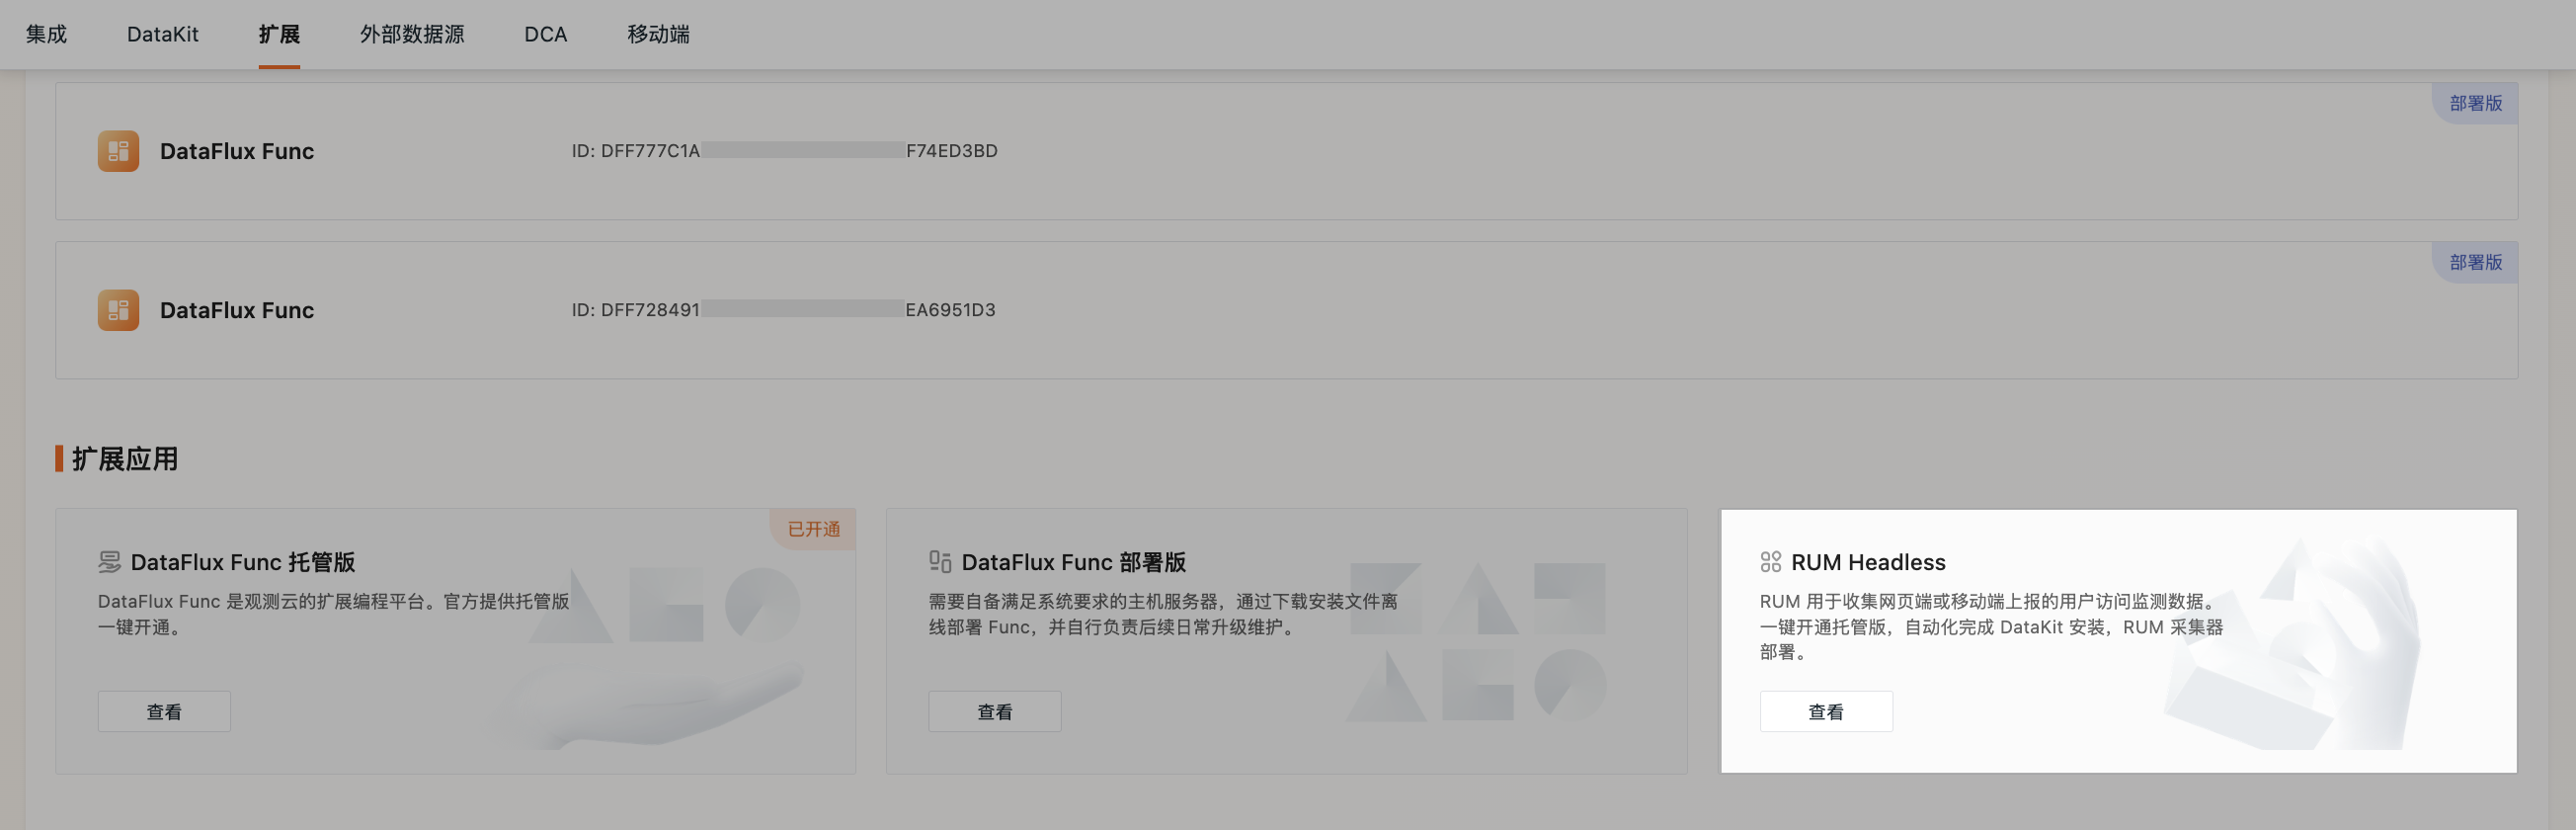 集成 DataKit 扩展 外部数据源 DCA 移动端
部署版
DataFlux Func ID: DFF777C1A F74ED3BD
部署版
DataFlux Func ID: DFF728491 EA6951D3
扩展应用
已开通
DataFlux Func 托管版
DataFlux Func 是观测云的扩展编程平台。官方提供托管版
一键开通。
查看
DataFlux Func 部署版
需要自备满足系统要求的主机服务器，通过下载安装文件离
线部署 Func，并自行负责后续日常升级维护。
查看
RUM Headless
RUM 用于收集网页端或移动端上报的用户访问监测数据。
一键开通托管版，自动化完成 DataKit 安装，RUM 采集器
部署。
查看